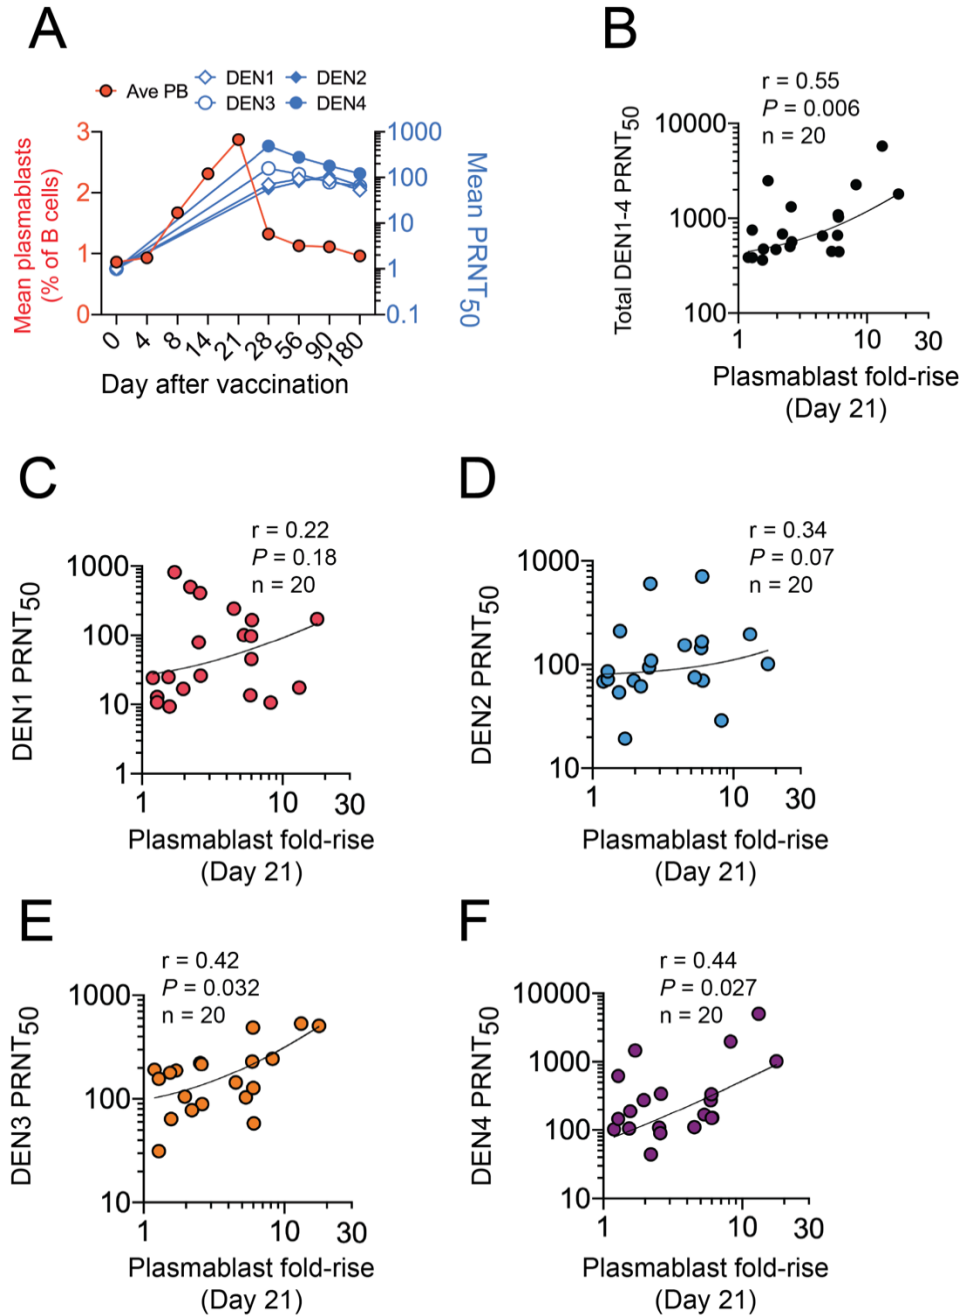 A
Ave PB
DEN1
DEN2
DEN3
DEN4
Mean plasmablasts
(% of B cells)
3
2
1
0
1000
100
10
1
0.1
Mean PRNT50
0 4 8 14 21 28 56 90 180
Day after vaccination
B
r = 0.55
P = 0.006
n = 20
Total DEN1-4 PRNT50
10000
1000
100
1 10 30
Plasmablast fold-rise
(Day 21)
C
r = 0.22
P = 0.18
n = 20
DEN1 PRNT50
1000
100
10
1
1 10 30
Plasmablast fold-rise
(Day 21)
D
r = 0.34
P = 0.07
n = 20
DEN2 PRNT50
1000
100
10
1 10 30
Plasmablast fold-rise
(Day 21)
E
r = 0.42
P = 0.032
n = 20
DEN3 PRNT50
1000
100
10
1 10 30
Plasmablast fold-rise
(Day 21)
F
r = 0.44
P = 0.027
n = 20
DEN4 PRNT50
10000
1000
100
10
1 10 30
Plasmablast fold-rise
(Day 21)